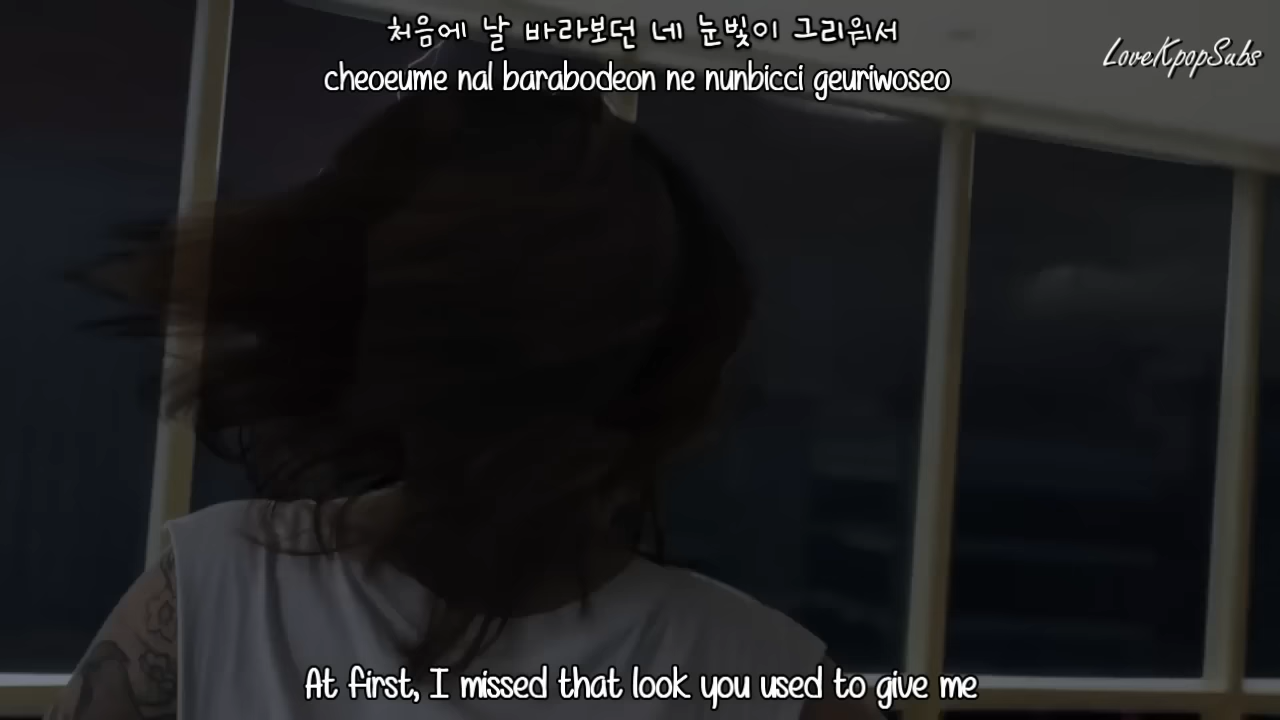 처음에 날 바라보던 네 눈빛이 그리워서
LoveKpopSubs
cheoeume nal barabodeon ne nunbicci geuriwoseo
At first, I missed that look you used to give me